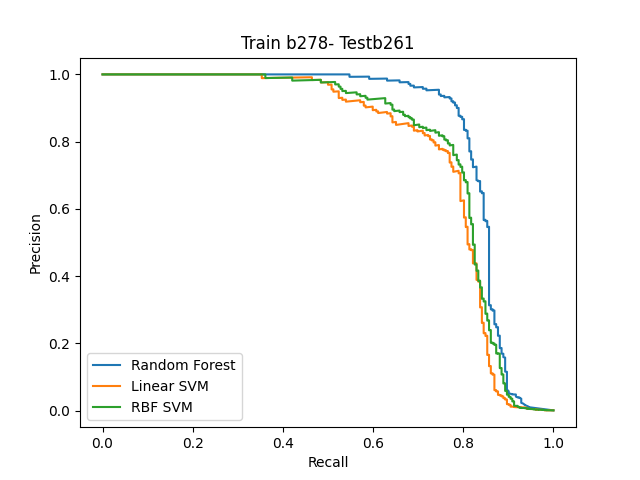 Train b278- Testb261
1.0
0.8
0.6
0.4
0.2
0.0
Precision
Random Forest
Linear SVM
RBF SVM
0.0 0.2 0.4 0.6 0.8 1.0
Recall